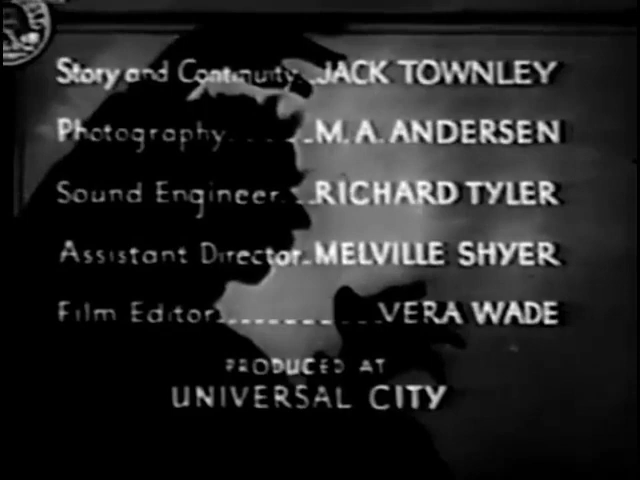 Story and Continuity...JACK TOWNLEY
Photography.......M. A. ANDERSEN
Sound Engineer...RICHARD TYLER
Assistant Director..MELVILLE SHYER
Film Editor............VERA WADE
PRODUCED AT
UNIVERSAL CITY